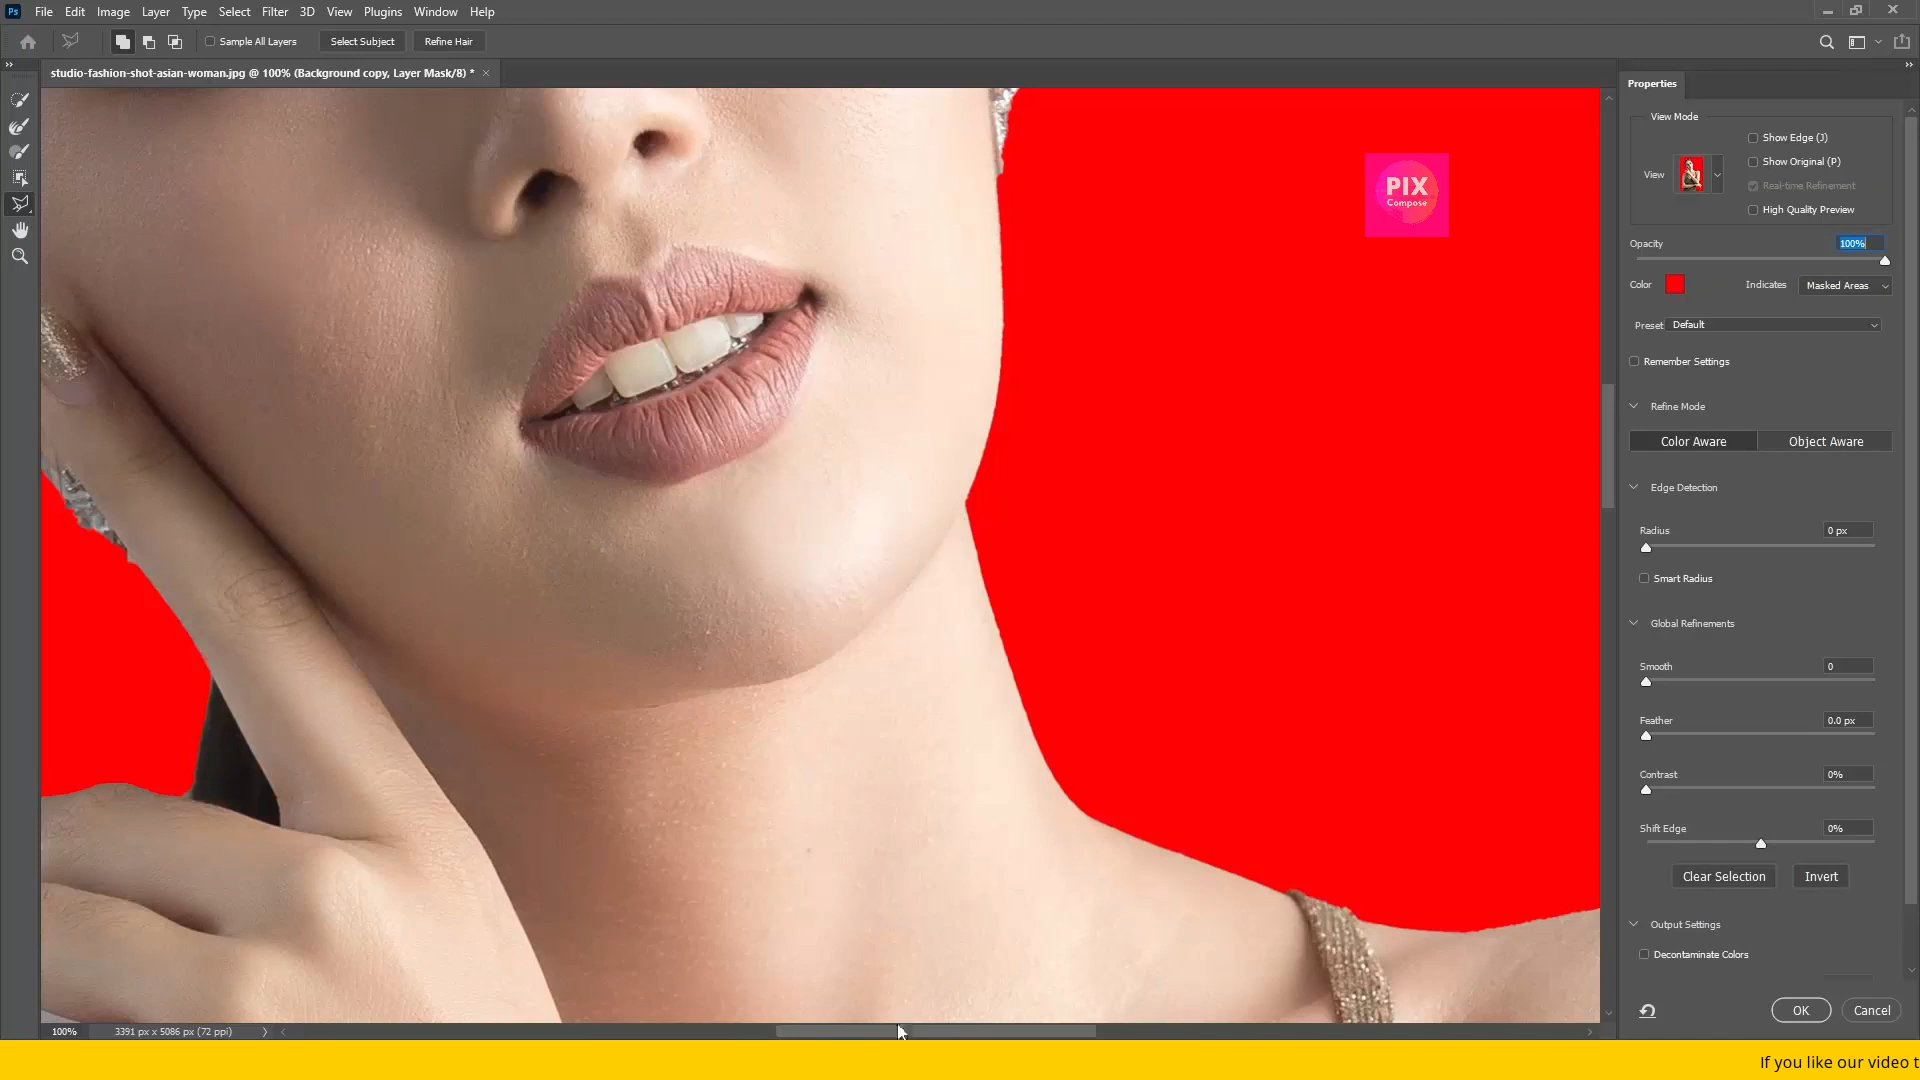 Ps File Edit Image Layer Type Select Filter 3D View Plugins Window Help
Sample All Layers Select Subject Refine Hair
studio-fashion-shot-asian-woman.jpg @ 100% (Background copy, Layer Mask/8) *
Properties
View Mode
Show Edge (J)
Show Original (P)
View
Real-time Refinement
High Quality Preview
PIX
Compose
Opacity 100%
Color Indicates Masked Areas
Preset Default
Remember Settings
Refine Mode
Color Aware Object Aware
Edge Detection
Radius 0 px
Smart Radius
Global Refinements
Smooth 0
Feather 0.0 px
Contrast 0%
Shift Edge 0%
Clear Selection Invert
Output Settings
Decontaminate Colors
OK Cancel
100% 3391 px x 5086 px (72 ppi)
If you like our video t